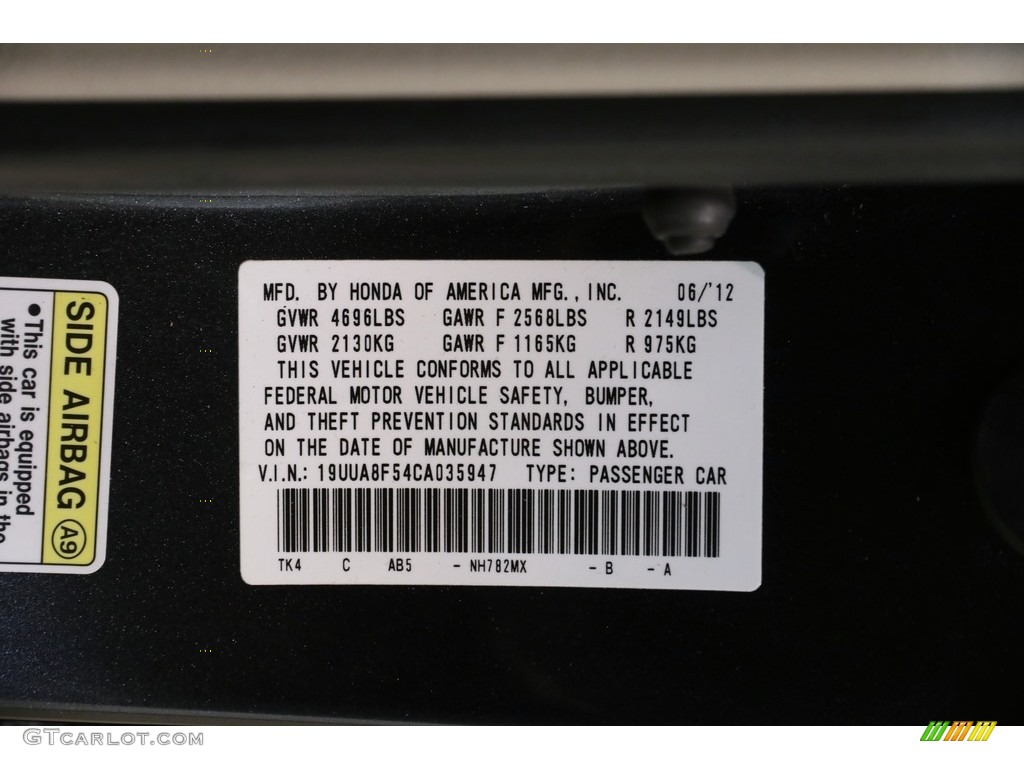 MFD. BY HONDA OF AMERICA MFG., INC. 06/'12
GVWR 4696LBS GAWR F 2568LBS R 2149LBS
GVWR 2130KG GAWR F 1165KG R 975KG
THIS VEHICLE CONFORMS TO ALL APPLICABLE
FEDERAL MOTOR VEHICLE SAFETY, BUMPER,
AND THEFT PREVENTION STANDARDS IN EFFECT
ON THE DATE OF MANUFACTURE SHOWN ABOVE.
V.I.N.: 19UUA8F54CA035947 TYPE: PASSENGER CAR
TK4 C AB5 - NH782MX - B - A
SIDE AIRBAG A9
•This car is equipped
with side airbags in the
GTCARLOT.COM